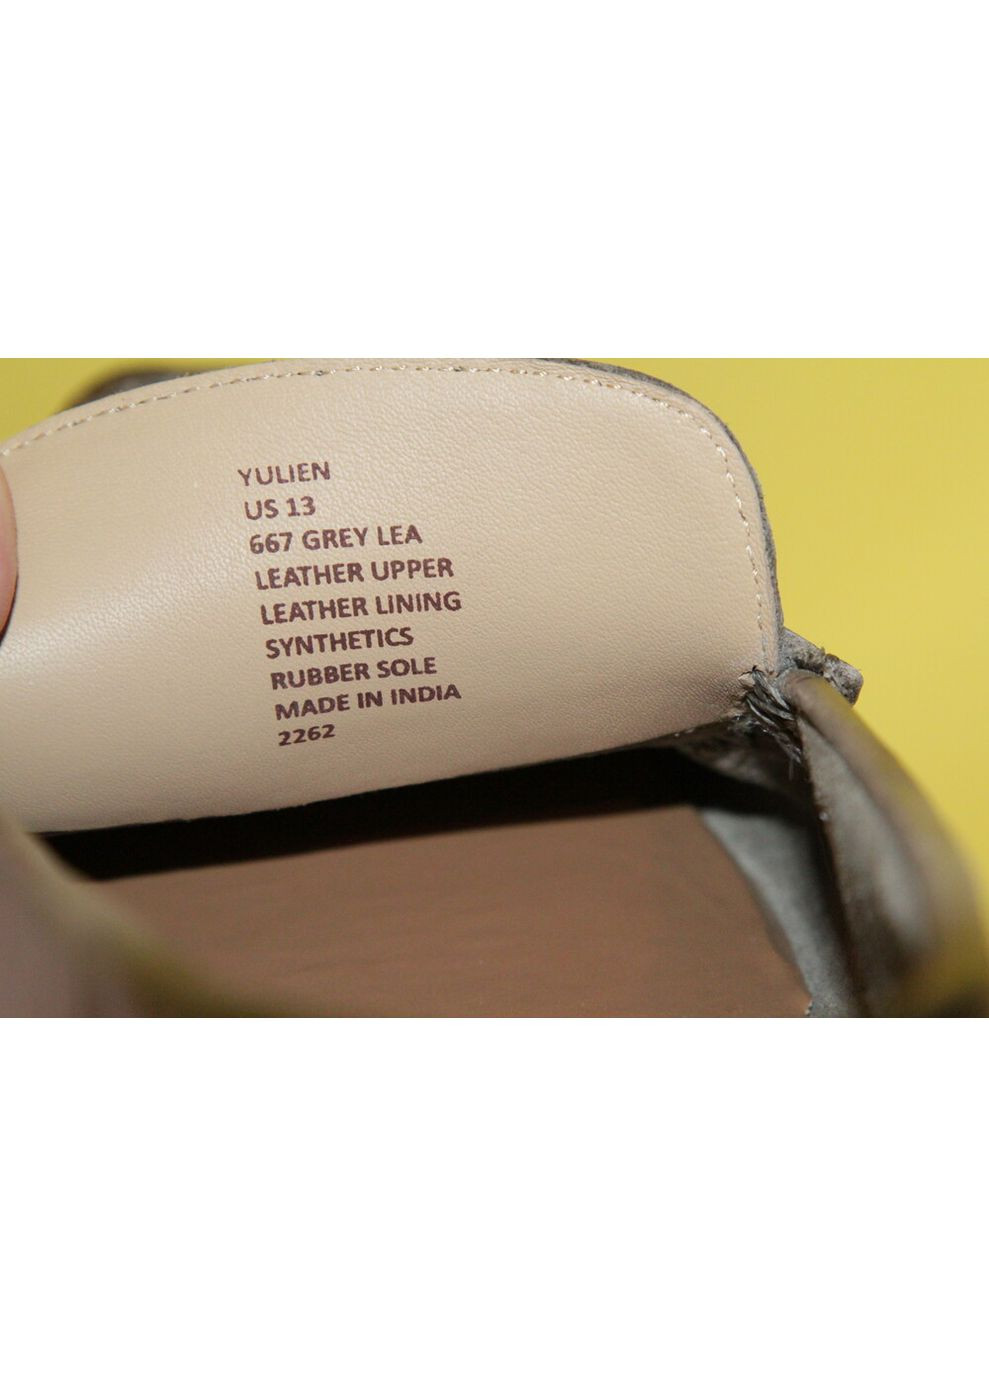 YULIEN
US 13
667 GREY LEA
LEATHER UPPER
LEATHER LINING
SYNTHETICS
RUBBER SOLE
MADE IN INDIA
2262